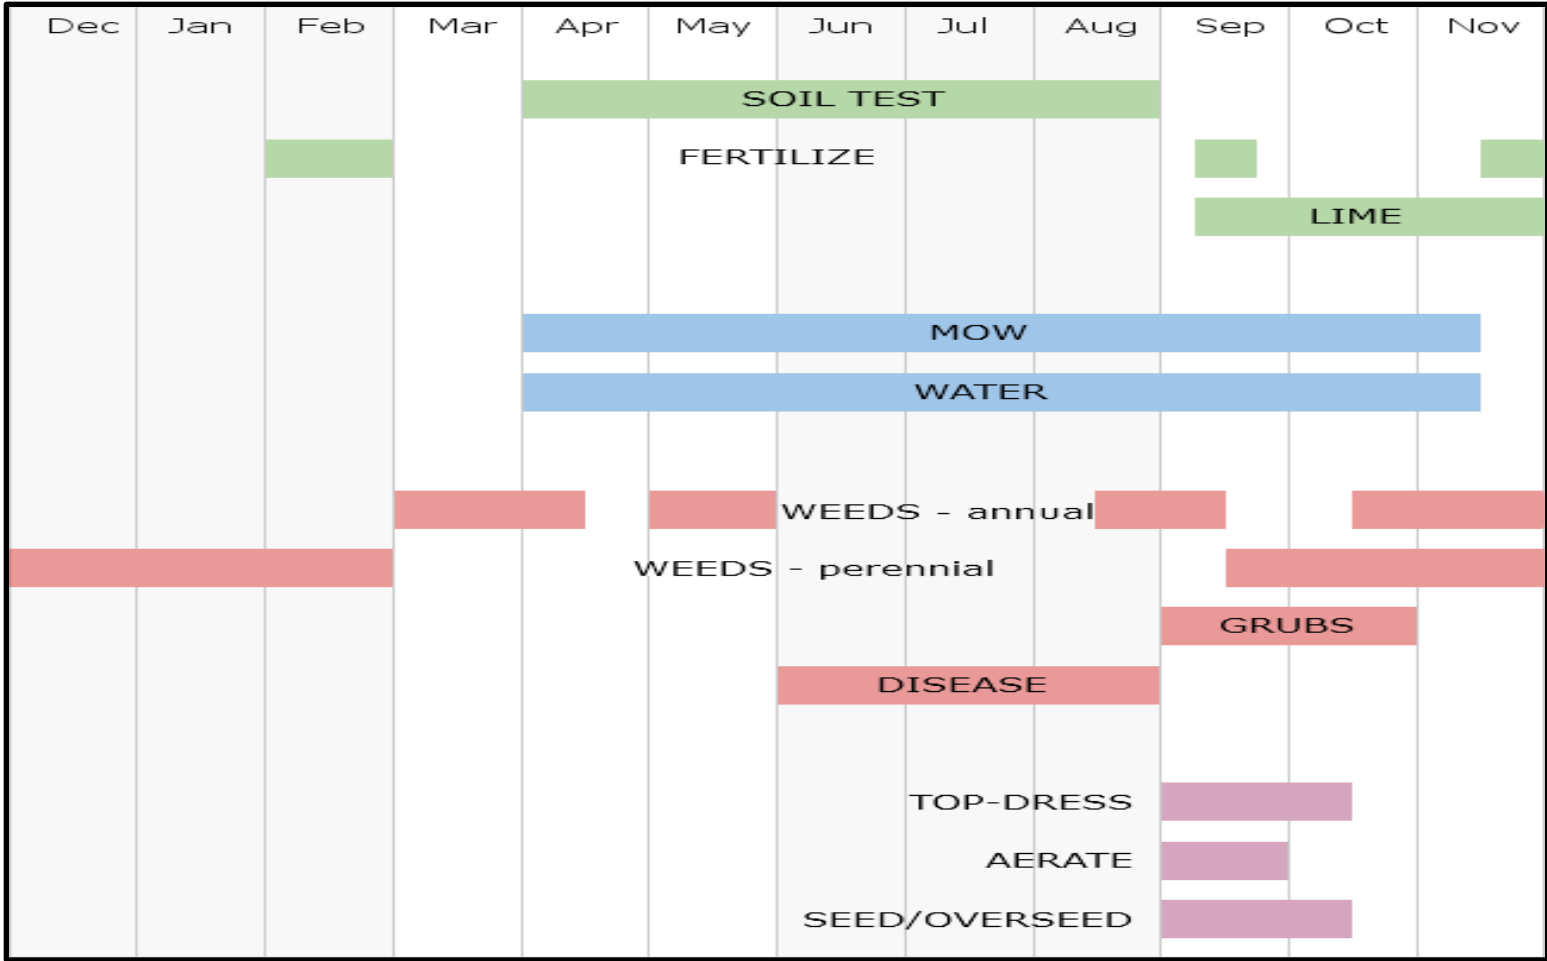 Dec Jan Feb Mar Apr May Jun Jul Aug Sep Oct Nov
SOIL TEST
FERTILIZE
LIME
MOW
WATER
WEEDS - annual
WEEDS - perennial
GRUBS
DISEASE
TOP-DRESS
AERATE
SEED/OVERSEED